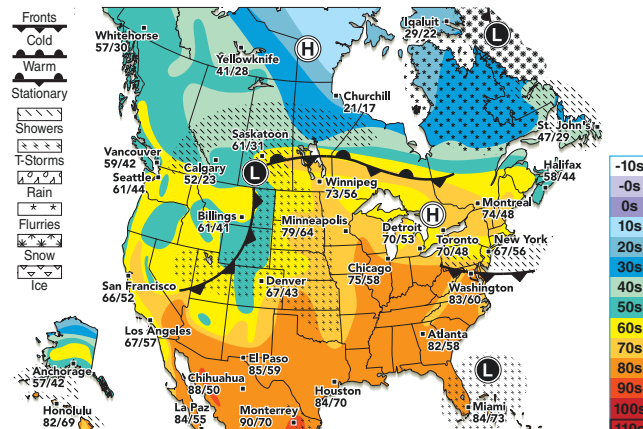 Fronts
Cold
Warm
Stationary
Showers
T-Storms
Rain
Flurries
Snow
Ice
Whitehorse
57/30
Yellowknife
41/28
H
Iqaluit
29/22
L
Churchill
21/17
St. John's
47/29
Vancouver
59/42
Seattle
61/44
Calgary
52/23
Saskatoon
61/31
L
Winnipeg
73/56
Halifax
58/44
Montreal
74/48
H
Billings
61/41
Minneapolis
79/64
Detroit
70/53
Toronto
70/48
New York
67/56
Chicago
75/58
Washington
83/60
San Francisco
66/52
Denver
67/43
Los Angeles
67/57
Atlanta
82/58
El Paso
85/59
Chihuahua
88/50
Houston
84/70
L
Miami
84/73
La Paz
84/55
Monterrey
90/70
Anchorage
57/42
Honolulu
82/69
-10s
-0s
0s
10s
20s
30s
40s
50s
60s
70s
80s
90s
100s
110s